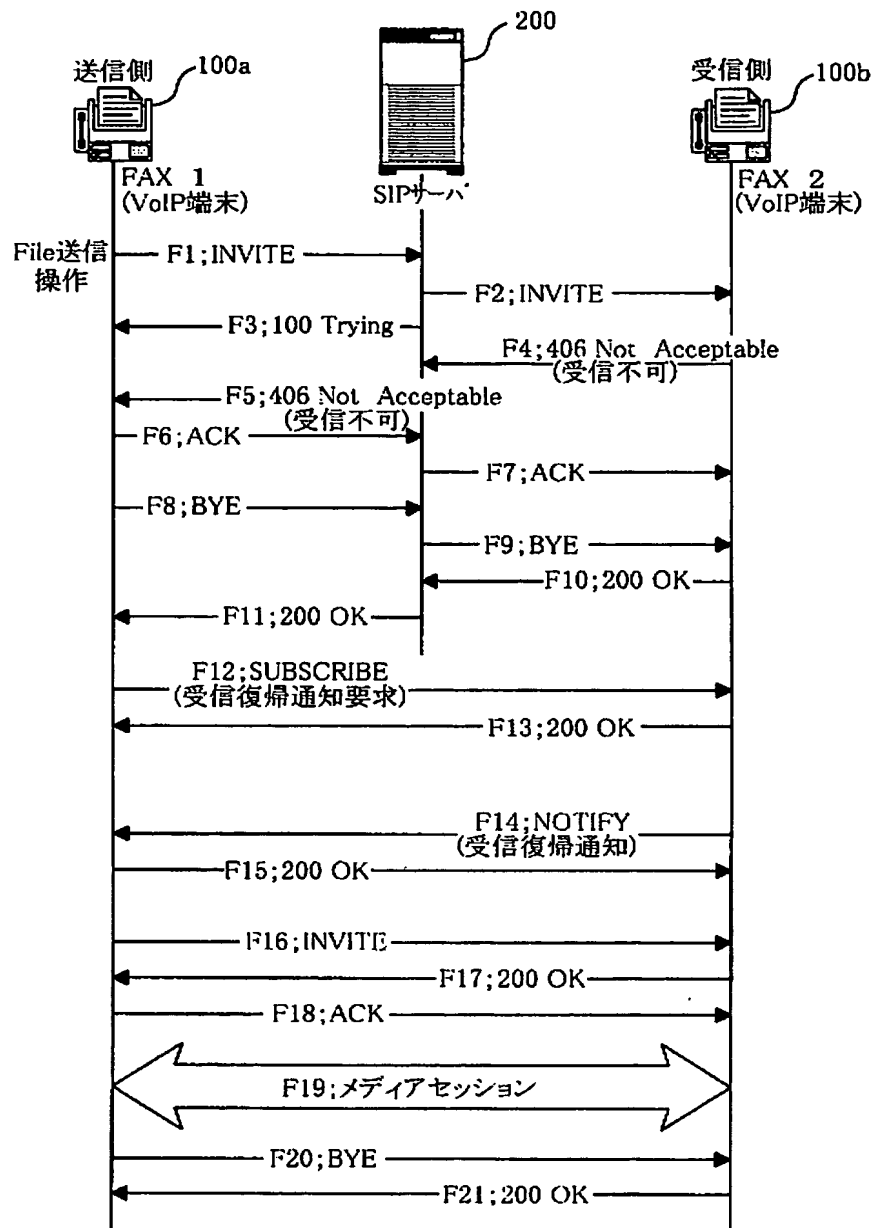 200
送信側
100a
受信側
100b
FAX 1
(VoIP端末)
SIPサーバ
FAX 2
(VoIP端末)
File送信
操作
F1;INVITE
F2;INVITE
F3;100 Trying
F4;406 Not Acceptable
(受信不可)
F5;406 Not Acceptable
(受信不可)
F6;ACK
F7;ACK
F8;BYE
F9;BYE
F10;200 OK
F11;200 OK
F12;SUBSCRIBE
(受信復帰通知要求)
F13;200 OK
F14;NOTIFY
(受信復帰通知)
F15;200 OK
F16;INVITE
F17;200 OK
F18;ACK
F19;メディアセッション
F20;BYE
F21;200 OK